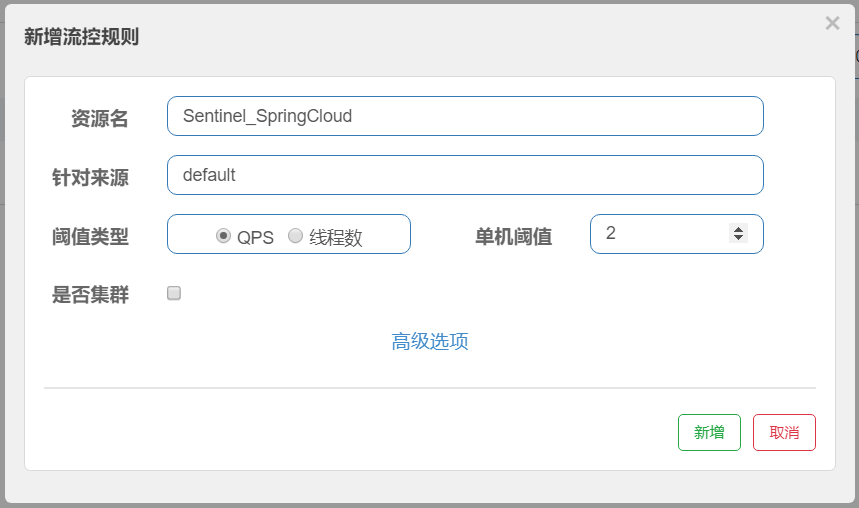 新增流控规则
×
资源名 Sentinel_SpringCloud
针对来源 default
阈值类型 QPS 线程数 单机阈值 2
是否集群
高级选项
新增 取消